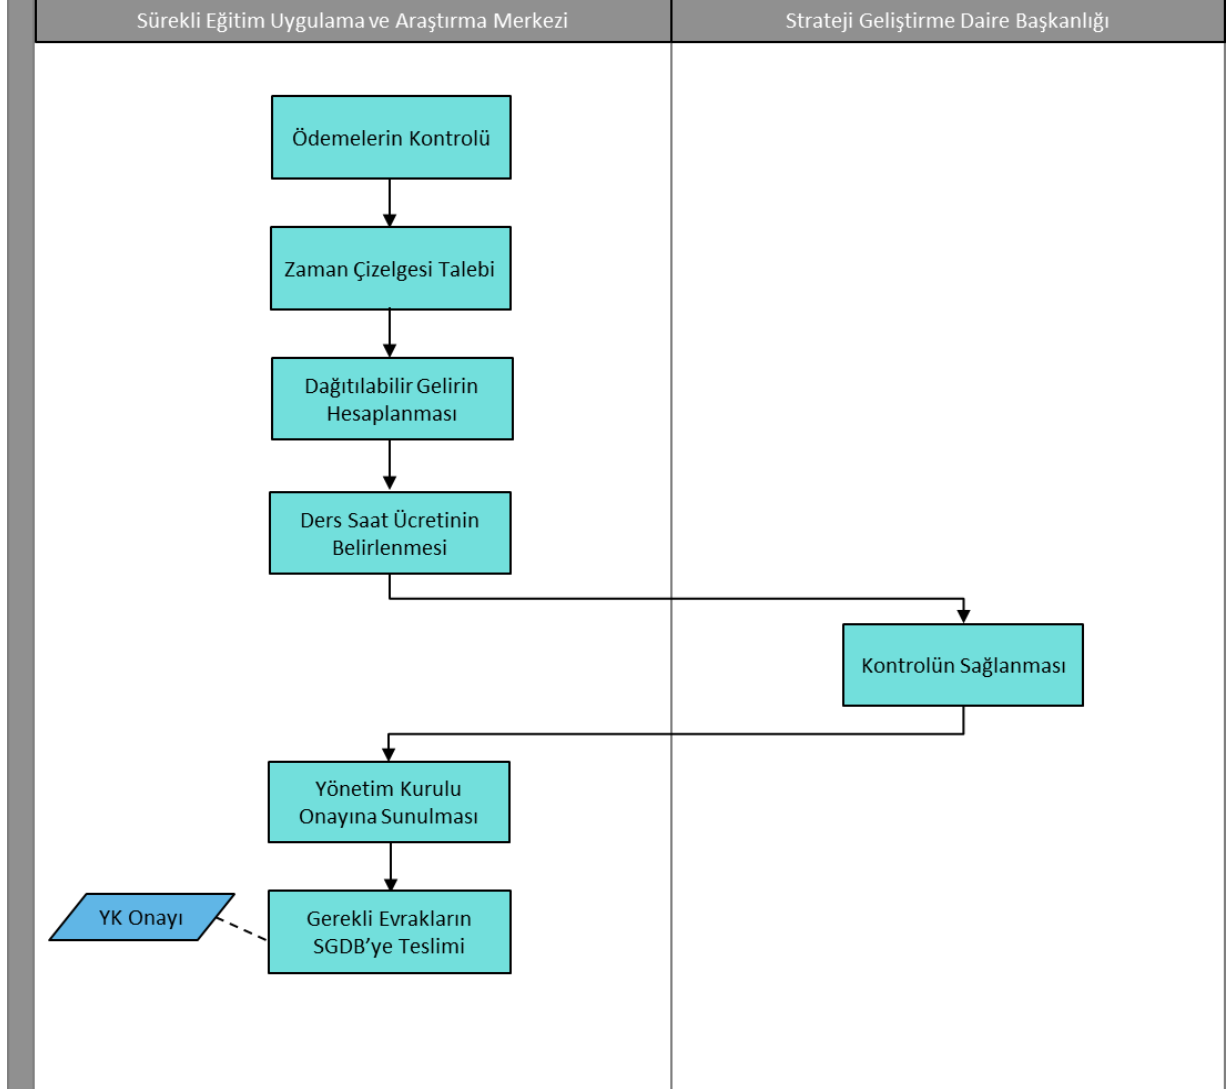 Sürekli Eğitim Uygulama ve Araştırma Merkezi
Strateji Geliştirme Daire Başkanlığı
Ödemelerin Kontrolü
Zaman Çizelgesi Talebi
Dağıtılabilir Gelirin
Hesaplanması
Ders Saat Ücretinin
Belirlenmesi
Kontrolün Sağlanması
Yönetim Kurulu
Onayına Sunulması
YK Onayı
Gerekli Evrakların
SGDB’ye Teslimi